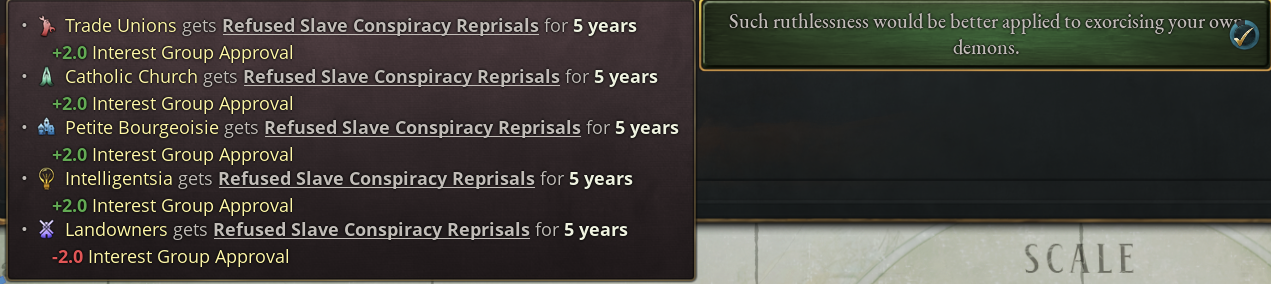 • Trade Unions gets Refused Slave Conspiracy Reprisals for 5 years
+2.0 Interest Group Approval
• Catholic Church gets Refused Slave Conspiracy Reprisals for 5 years
+2.0 Interest Group Approval
• Petite Bourgeoisie gets Refused Slave Conspiracy Reprisals for 5 years
+2.0 Interest Group Approval
• Intelligentsia gets Refused Slave Conspiracy Reprisals for 5 years
+2.0 Interest Group Approval
• Landowners gets Refused Slave Conspiracy Reprisals for 5 years
-2.0 Interest Group Approval
Such ruthlessness would be better applied to exorcising your own
demons.
SCALE